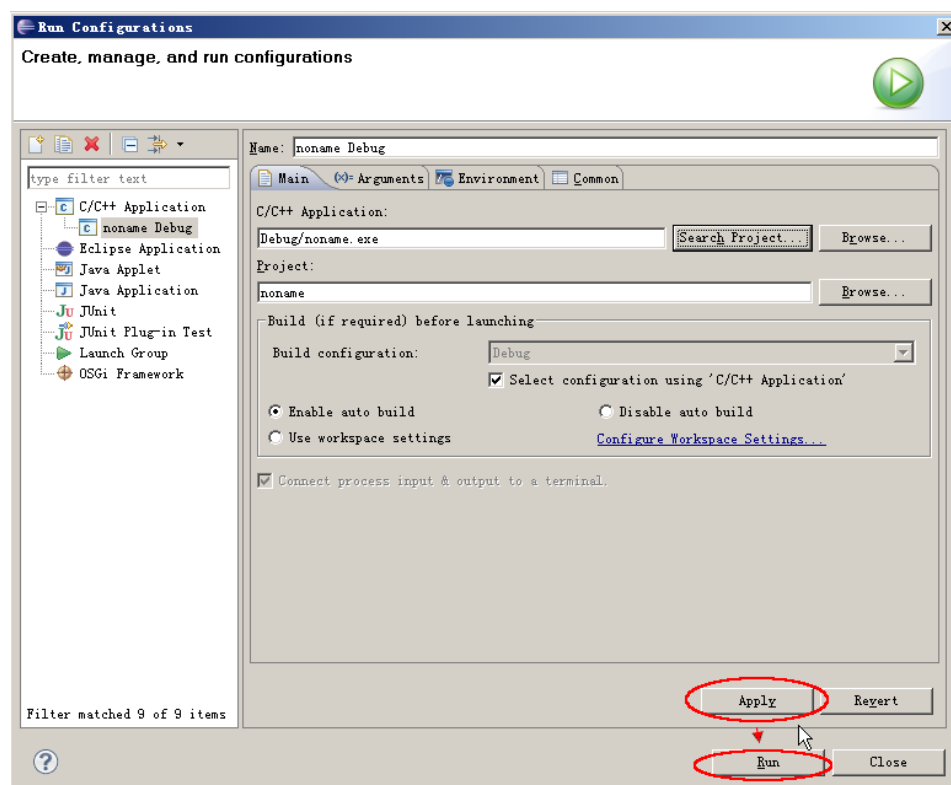 Run Configurations
Create, manage, and run configurations
type filter text
C/C++ Application
noname Debug
Eclipse Application
Java Applet
Java Application
JUnit
JUnit Plug-in Test
Launch Group
OSGi Framework
Filter matched 9 of 9 items
Name: noname Debug
Main (x)= Arguments Environment Common
C/C++ Application:
Debug/noname.exe Search Project... Browse...
Project:
noname Browse...
Build (if required) before launching
Build configuration: Debug
Select configuration using 'C/C++ Application'
Enable auto build Disable auto build
Use workspace settings Configure Workspace Settings...
Connect process input & output to a terminal.
Apply Revert
Run Close